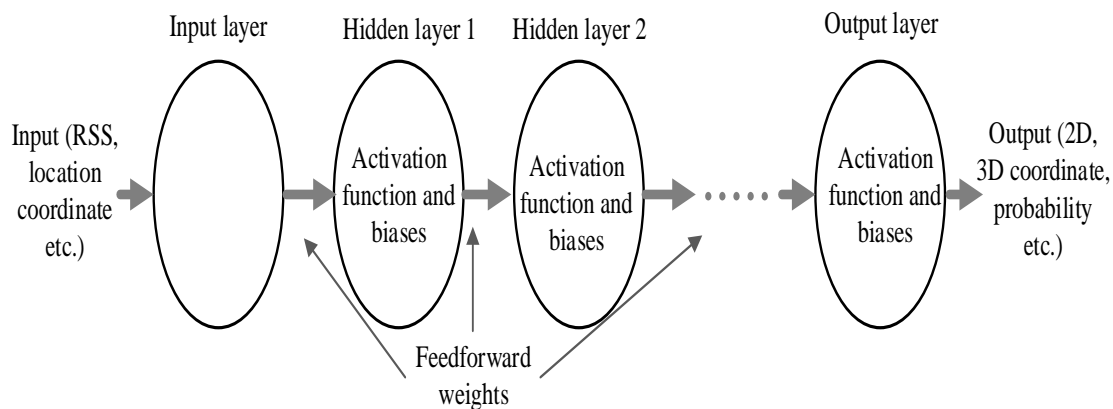 Input layer
Hidden layer 1
Hidden layer 2
Output layer
Input (RSS,
location
coordinate
etc.)
Activation
function and
biases
Activation
function and
biases
Activation
function and
biases
Output (2D,
3D coordinate,
probability
etc.)
Feedforward
weights